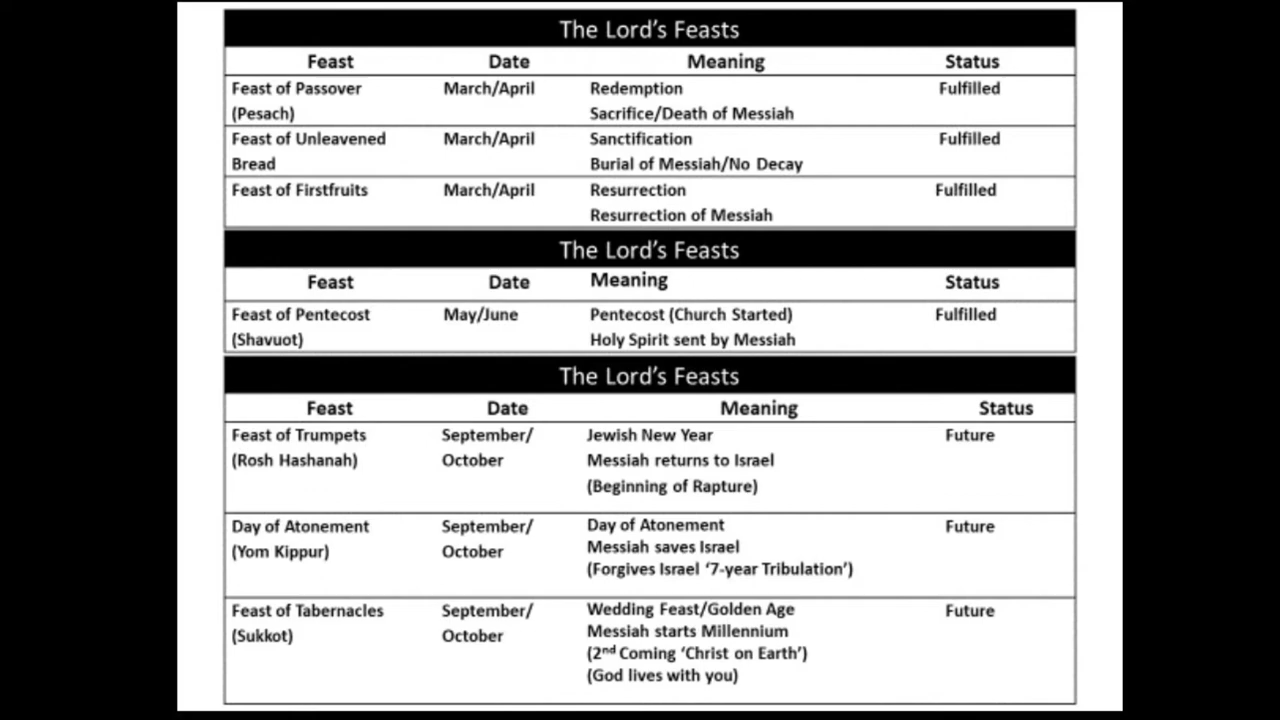 The Lord's Feasts
Feast Date Meaning Status
Feast of Passover March/April Redemption Fulfilled
(Pesach) Sacrifice/Death of Messiah
Feast of Unleavened March/April Sanctification Fulfilled
Bread Burial of Messiah/No Decay
Feast of Firstfruits March/April Resurrection Fulfilled
Resurrection of Messiah
The Lord's Feasts
Feast Date Meaning Status
Feast of Pentecost May/June Pentecost (Church Started) Fulfilled
(Shavuot) Holy Spirit sent by Messiah
The Lord's Feasts
Feast Date Meaning Status
Feast of Trumpets September/ Jewish New Year Future
(Rosh Hashanah) October Messiah returns to Israel
(Beginning of Rapture)
Day of Atonement September/ Day of Atonement Future
(Yom Kippur) October Messiah saves Israel
(Forgives Israel '7-year Tribulation')
Feast of Tabernacles September/ Wedding Feast/Golden Age Future
(Sukkot) October Messiah starts Millennium
(2nd Coming 'Christ on Earth')
(God lives with you)